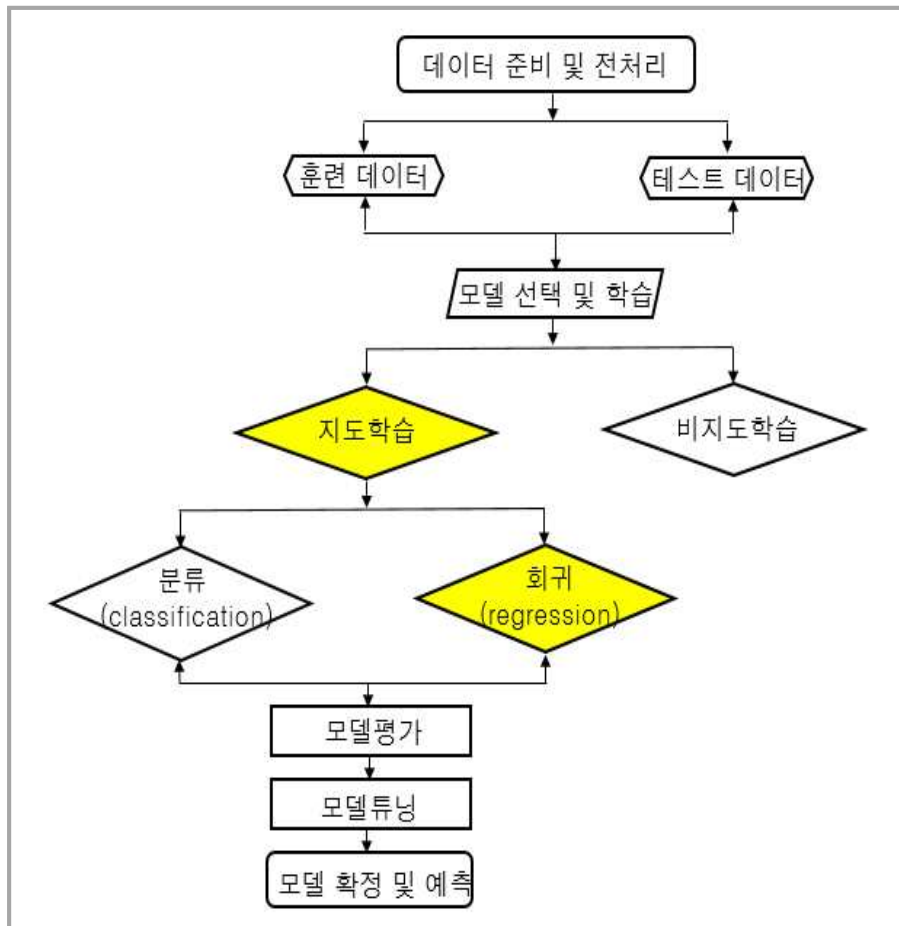 데이터 준비 및 전처리
훈련 데이터
테스트 데이터
모델 선택 및 학습
지도학습
비지도학습
분류
(classification)
회귀
(regression)
모델평가
모델튜닝
모델 확정 및 예측